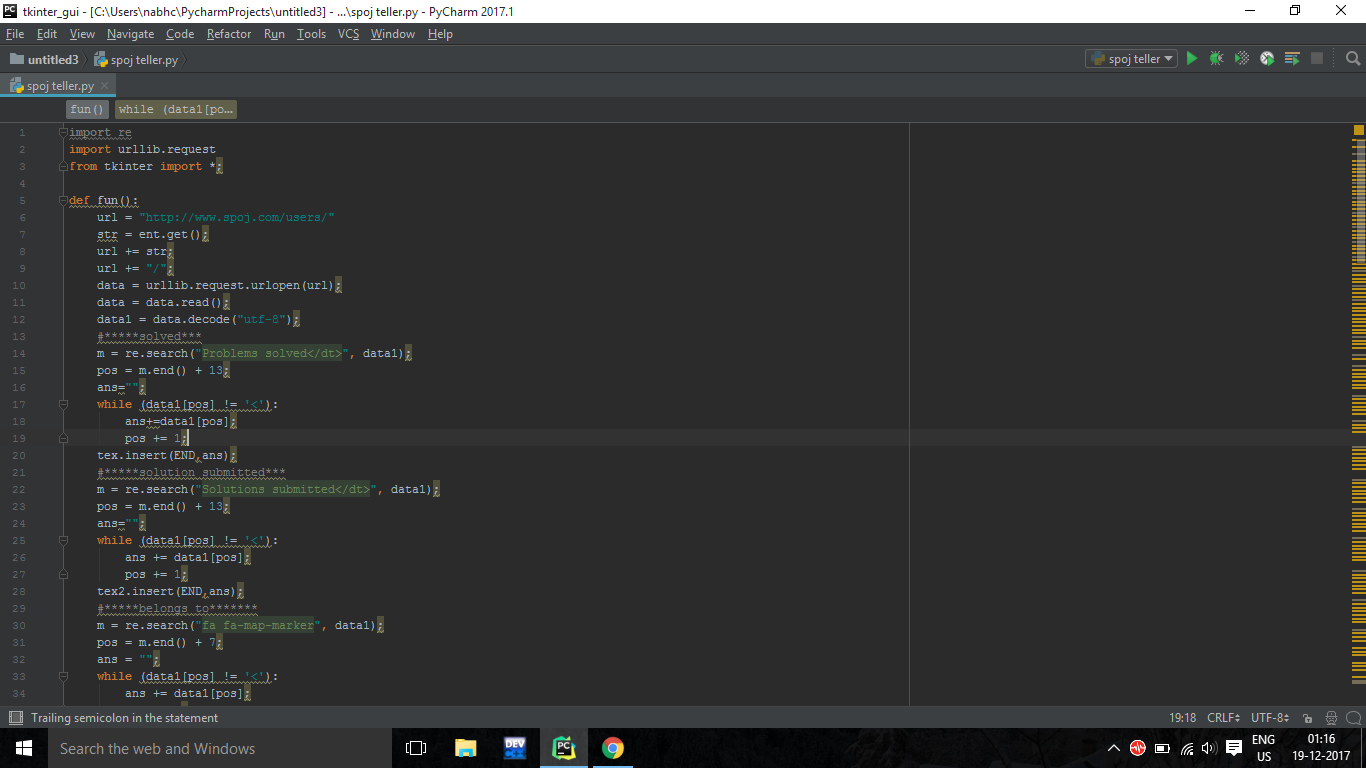 tkinter_gui - [C:\Users\nabhc\PycharmProjects\untitled3] - ...\spoj teller.py - PyCharm 2017.1
File Edit View Navigate Code Refactor Run Tools VCS Window Help
untitled3 spoj teller.py spoj teller
spoj teller.py
fun() while (data1[po...
1 import re
2 import urllib.request
3 from tkinter import *;
4
5 def fun():
6 url = "http://www.spoj.com/users/"
7 str = ent.get();
8 url += str;
9 url += "/";
10 data = urllib.request.urlopen(url);
11 data = data.read();
12 data1 = data.decode("utf-8");
13 #*****solved***
14 m = re.search("Problems solved</dt>", data1);
15 pos = m.end() + 13;
16 ans="";
17 while (data1[pos] != '<'):
18 ans+=data1[pos];
19 pos += 1;
20 tex.insert(END,ans);
21 #*****solution submitted***
22 m = re.search("Solutions submitted</dt>", data1);
23 pos = m.end() + 13;
24 ans="";
25 while (data1[pos] != '<'):
26 ans += data1[pos];
27 pos += 1;
28 tex2.insert(END,ans);
29 #*****belongs to*******
30 m = re.search("fa fa-map-marker", data1);
31 pos = m.end() + 7;
32 ans = "";
33 while (data1[pos] != '<'):
34 ans += data1[pos];
Trailing semicolon in the statement 19:18 CRLF UTF-8
Search the web and Windows DEV PC ENG 01:16
US 19-12-2017